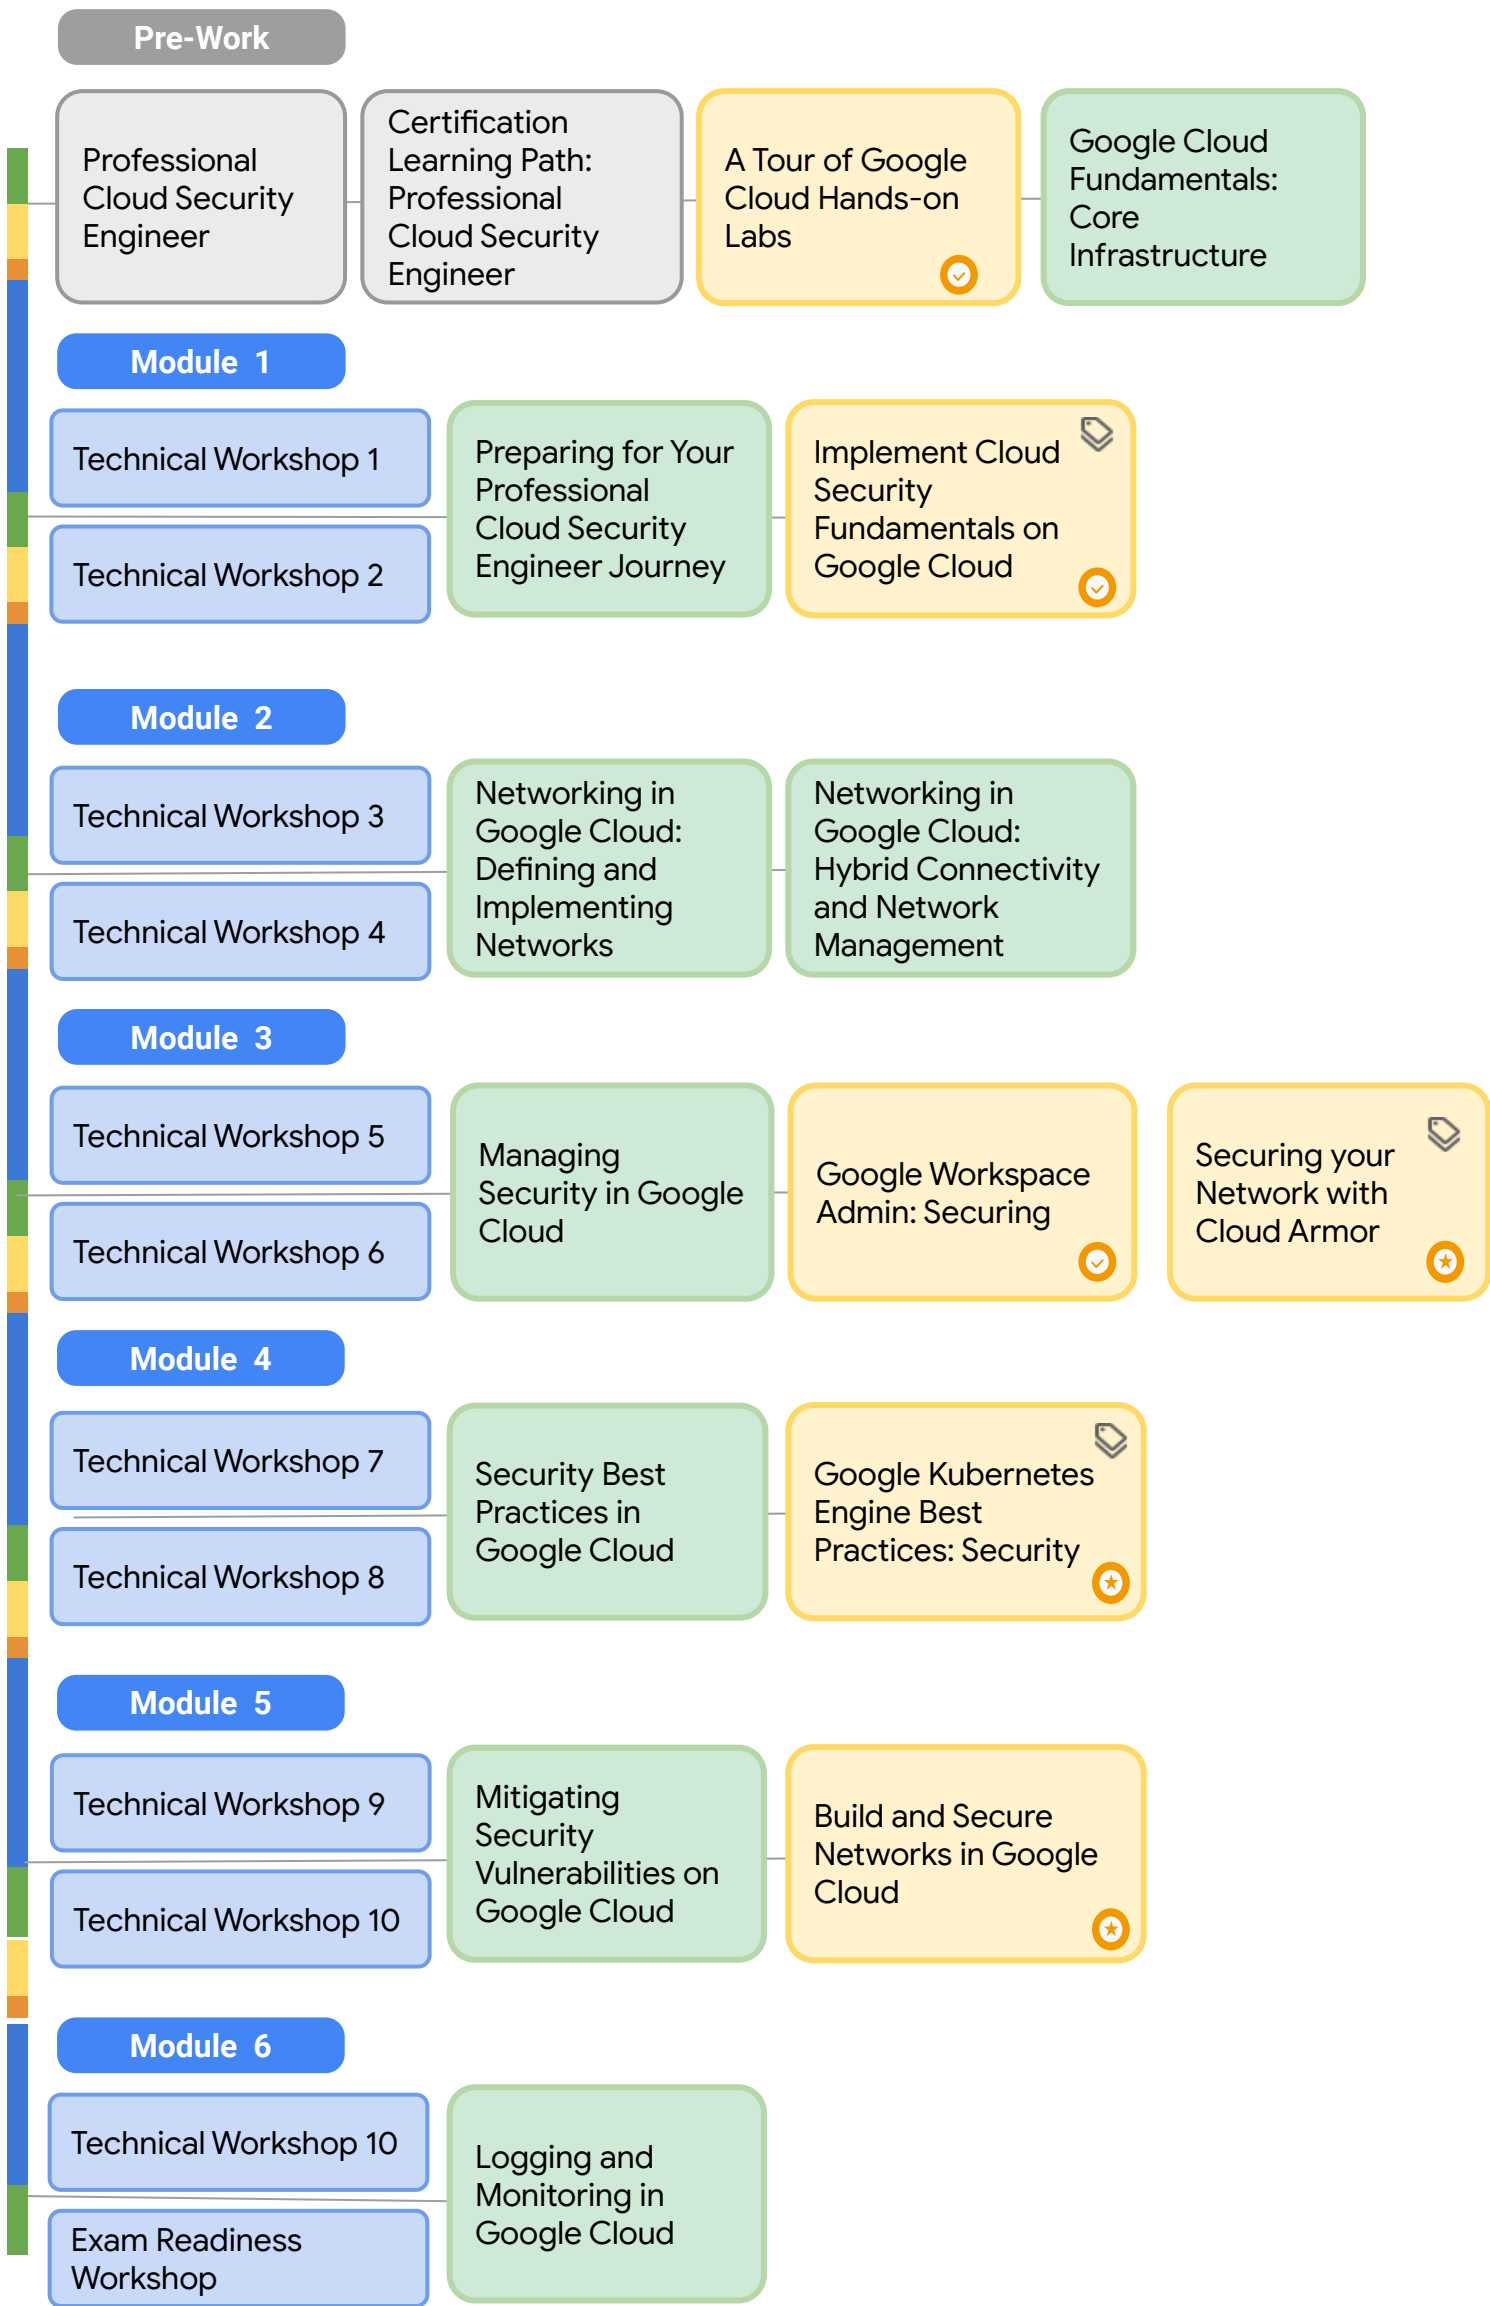 Pre-Work
Professional
Cloud Security
Engineer
Certification
Learning Path:
Professional
Cloud Security
Engineer
A Tour of Google
Cloud Hands-on
Labs
Google Cloud
Fundamentals:
Core
Infrastructure
Module 1
Technical Workshop 1
Technical Workshop 2
Preparing for Your
Professional
Cloud Security
Engineer Journey
Implement Cloud
Security
Fundamentals on
Google Cloud
Module 2
Technical Workshop 3
Technical Workshop 4
Networking in
Google Cloud:
Defining and
Implementing
Networks
Networking in
Google Cloud:
Hybrid Connectivity
and Network
Management
Module 3
Technical Workshop 5
Technical Workshop 6
Managing
Security in Google
Cloud
Google Workspace
Admin: Securing
Securing your
Network with
Cloud Armor
Module 4
Technical Workshop 7
Technical Workshop 8
Security Best
Practices in
Google Cloud
Google Kubernetes
Engine Best
Practices: Security
Module 5
Technical Workshop 9
Technical Workshop 10
Mitigating
Security
Vulnerabilities on
Google Cloud
Build and Secure
Networks in Google
Cloud
Module 6
Technical Workshop 10
Exam Readiness
Workshop
Logging and
Monitoring in
Google Cloud